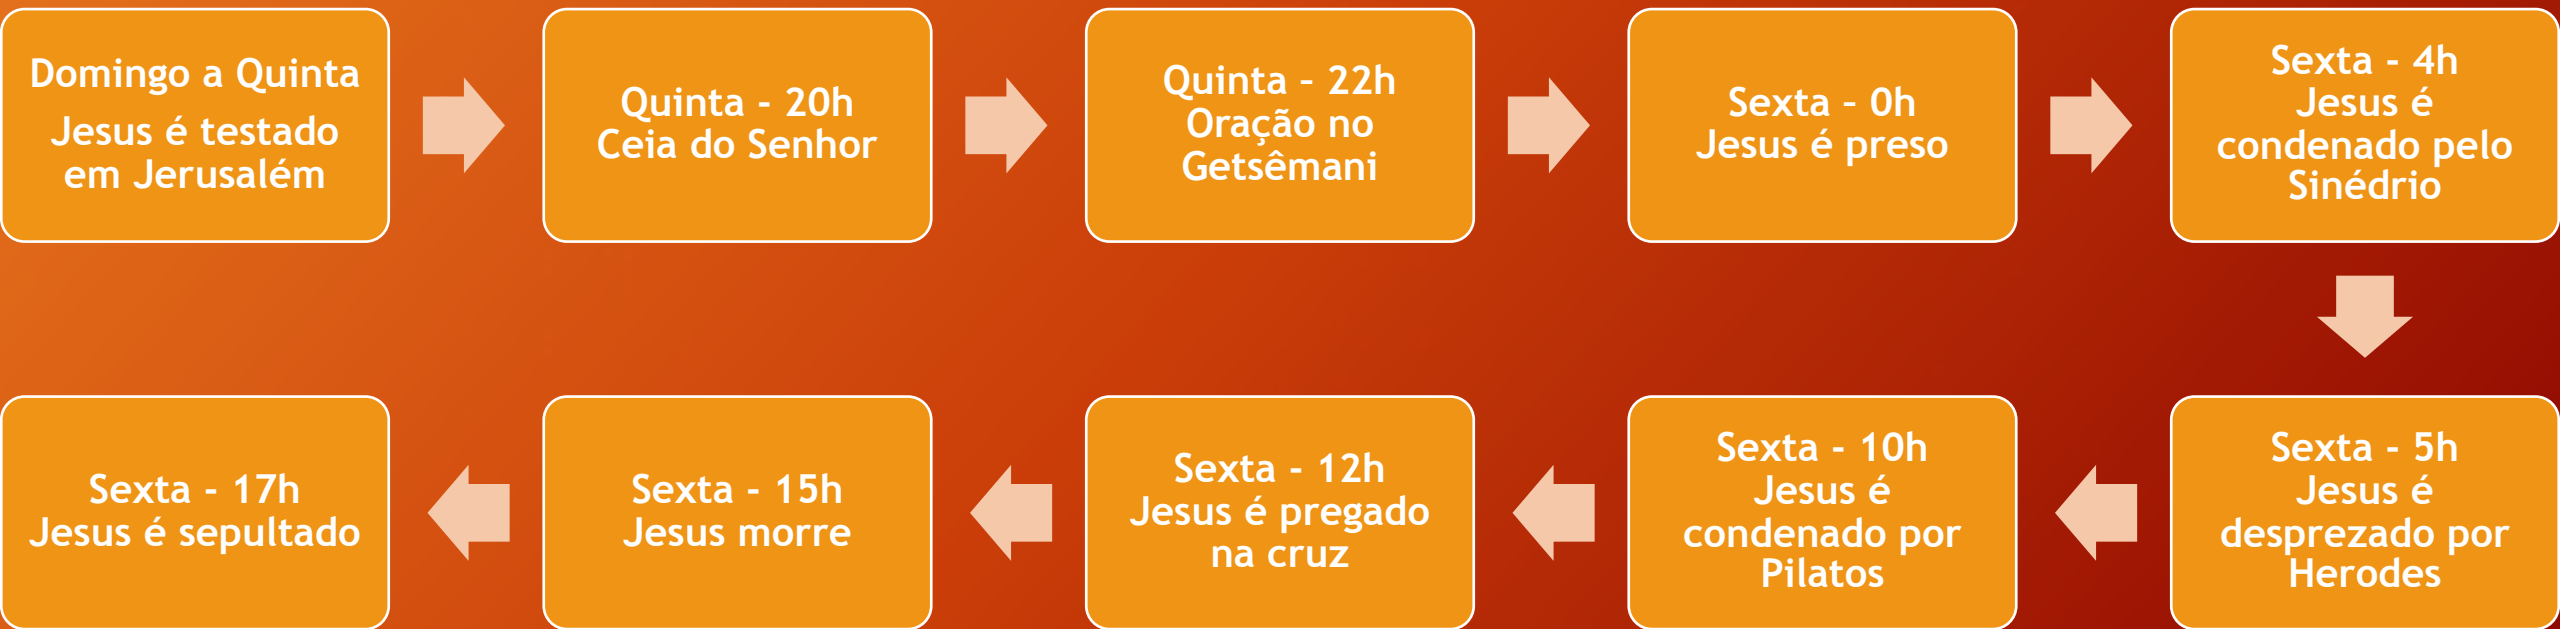 Domingo a Quinta
Jesus é testado
em Jerusalém
Quinta - 20h
Ceia do Senhor
Quinta – 22h
Oração no
Getsêmani
Sexta – 0h
Jesus é preso
Sexta - 4h
Jesus é
condenado pelo
Sinédrio
Sexta - 5h
Jesus é
desprezado por
Herodes
Sexta - 10h
Jesus é
condenado por
Pilatos
Sexta - 12h
Jesus é pregado
na cruz
Sexta - 15h
Jesus morre
Sexta - 17h
Jesus é sepultado